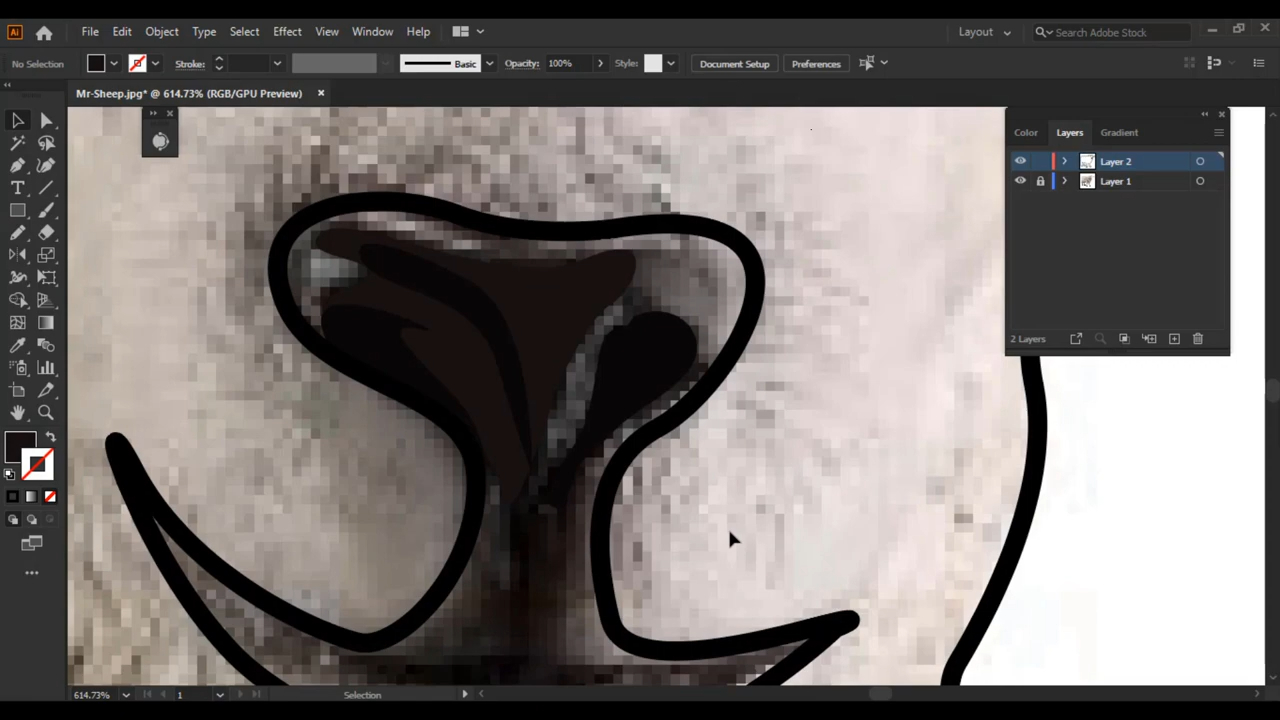 Ai File Edit Object Type Select Effect View Window Help Layout Search Adobe Stock
No Selection Stroke: Basic Opacity: 100% Style: Document Setup Preferences
Mr-Sheep.jpg* @ 614.73% (RGB/GPU Preview)
Color Layers Gradient
Layer 2
Layer 1
2 Layers
614.73% 1 Selection